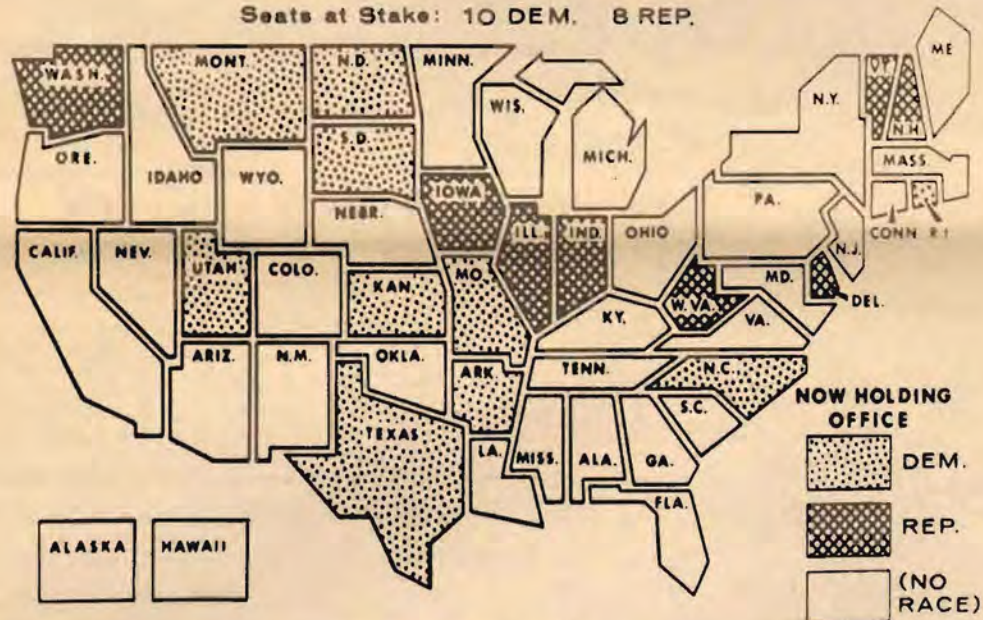 Seats at Stake: 10 DEM. 8 REP.
WASH.
MONT.
N.D.
MINN.
VT.
ME
ORE.
IDAHO
WYO.
S.D.
WIS.
MICH.
N.Y.
N.H.
MASS.
NEBR.
IOWA
ILL.
IND.
OHIO
PA.
CONN.
R.I.
CALIF.
NEV.
UTAH
COLO.
KAN.
MO.
W. VA.
MD.
N.J.
DEL.
KY.
VA.
ARIZ.
N.M.
OKLA.
ARK.
TENN.
N.C.
S.C.
TEXAS
LA.
MISS.
ALA.
GA.
FLA.
ALASKA
HAWAII
NOW HOLDING
OFFICE
DEM.
REP.
(NO
RACE)